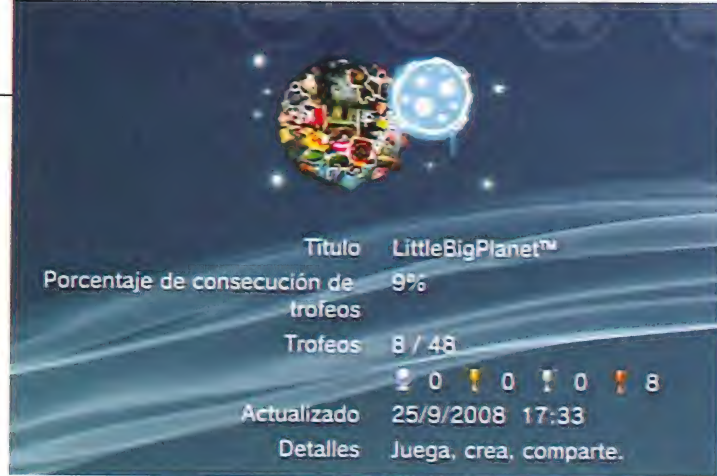 Titulo LittleBigPlanet™
Porcentaje de consecución de trofeos 9%
Trofeos 8 / 48
0 0 0 8
Actualizado 25/9/2008 17:33
Detalles Juega, crea, comparte.